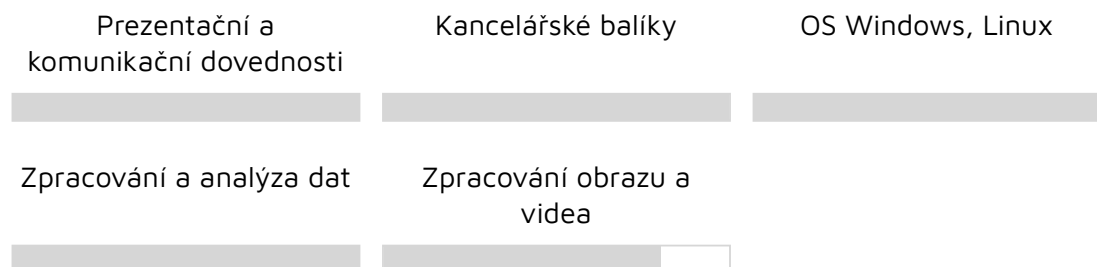 Prezentační a
komunikační dovednosti
Kancelářské balíky
OS Windows, Linux
Zpracování a analýza dat
Zpracování obrazu a
videa